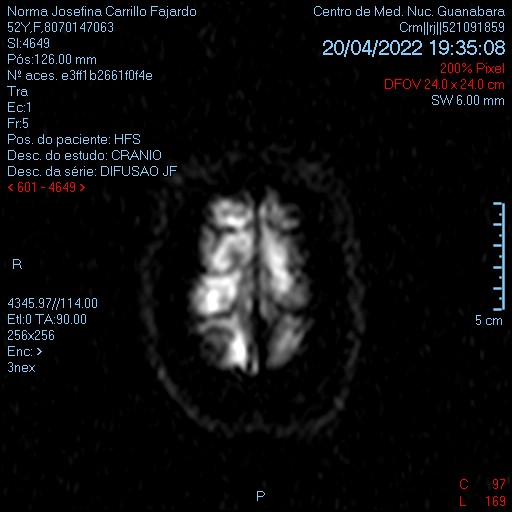 Norma Josefina Carrillo Fajardo
52Y,F,8070147063
Sl:4649
Pós:126.00 mm
Nº aces. e3ff1b2661f0f4e
Tra
Ec:1
Fr:5
Pos. do paciente: HFS
Desc. do estudo: CRANIO
Desc. da série: DIFUSAO JF
< 601 - 4649 >
Centro de Med. Nuc. Guanabara
Crm||rj||521091859
20/04/2022 19:35:08
200% Pixel
DFOV 24.0 x 24.0 cm
SW 6.00 mm
R
5 cm
4345.97//114.00
Etl:0 TA:90.00
256x256
Enc: >
3nex
P
C 97
L 169